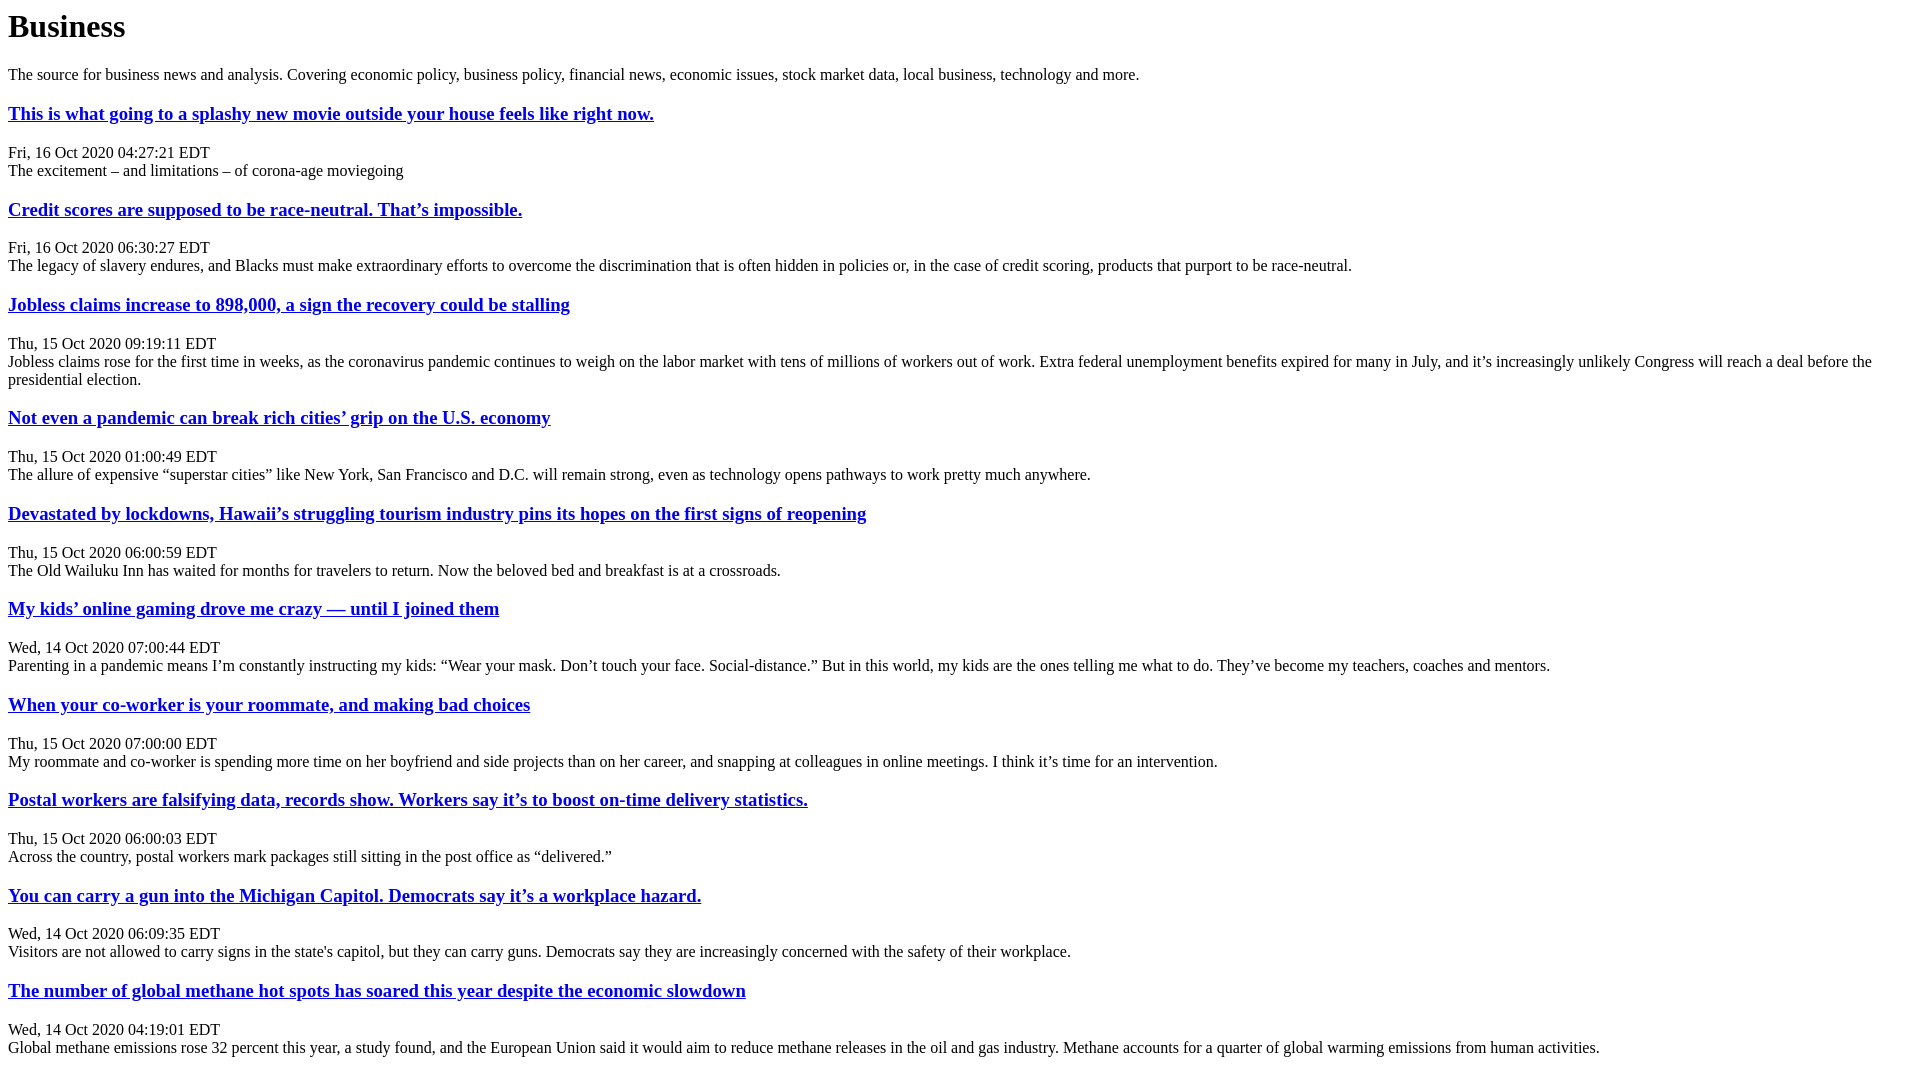 Business
The source for business news and analysis. Covering economic policy, business policy, financial news, economic issues, stock market data, local business, technology and more.
This is what going to a splashy new movie outside your house feels like right now.
Fri, 16 Oct 2020 04:27:21 EDT
The excitement – and limitations – of corona-age moviegoing
Credit scores are supposed to be race-neutral. That’s impossible.
Fri, 16 Oct 2020 06:30:27 EDT
The legacy of slavery endures, and Blacks must make extraordinary efforts to overcome the discrimination that is often hidden in policies or, in the case of credit scoring, products that purport to be race-neutral.
Jobless claims increase to 898,000, a sign the recovery could be stalling
Thu, 15 Oct 2020 09:19:11 EDT
Jobless claims rose for the first time in weeks, as the coronavirus pandemic continues to weigh on the labor market with tens of millions of workers out of work. Extra federal unemployment benefits expired for many in July, and it’s increasingly unlikely Congress will reach a deal before the
presidential election.
Not even a pandemic can break rich cities’ grip on the U.S. economy
Thu, 15 Oct 2020 01:00:49 EDT
The allure of expensive “superstar cities” like New York, San Francisco and D.C. will remain strong, even as technology opens pathways to work pretty much anywhere.
Devastated by lockdowns, Hawaii’s struggling tourism industry pins its hopes on the first signs of reopening
Thu, 15 Oct 2020 06:00:59 EDT
The Old Wailuku Inn has waited for months for travelers to return. Now the beloved bed and breakfast is at a crossroads.
My kids’ online gaming drove me crazy — until I joined them
Wed, 14 Oct 2020 07:00:44 EDT
Parenting in a pandemic means I’m constantly instructing my kids: “Wear your mask. Don’t touch your face. Social-distance.” But in this world, my kids are the ones telling me what to do. They’ve become my teachers, coaches and mentors.
When your co-worker is your roommate, and making bad choices
Thu, 15 Oct 2020 07:00:00 EDT
My roommate and co-worker is spending more time on her boyfriend and side projects than on her career, and snapping at colleagues in online meetings. I think it’s time for an intervention.
Postal workers are falsifying data, records show. Workers say it’s to boost on-time delivery statistics.
Thu, 15 Oct 2020 06:00:03 EDT
Across the country, postal workers mark packages still sitting in the post office as “delivered.”
You can carry a gun into the Michigan Capitol. Democrats say it’s a workplace hazard.
Wed, 14 Oct 2020 06:09:35 EDT
Visitors are not allowed to carry signs in the state's capitol, but they can carry guns. Democrats say they are increasingly concerned with the safety of their workplace.
The number of global methane hot spots has soared this year despite the economic slowdown
Wed, 14 Oct 2020 04:19:01 EDT
Global methane emissions rose 32 percent this year, a study found, and the European Union said it would aim to reduce methane releases in the oil and gas industry. Methane accounts for a quarter of global warming emissions from human activities.